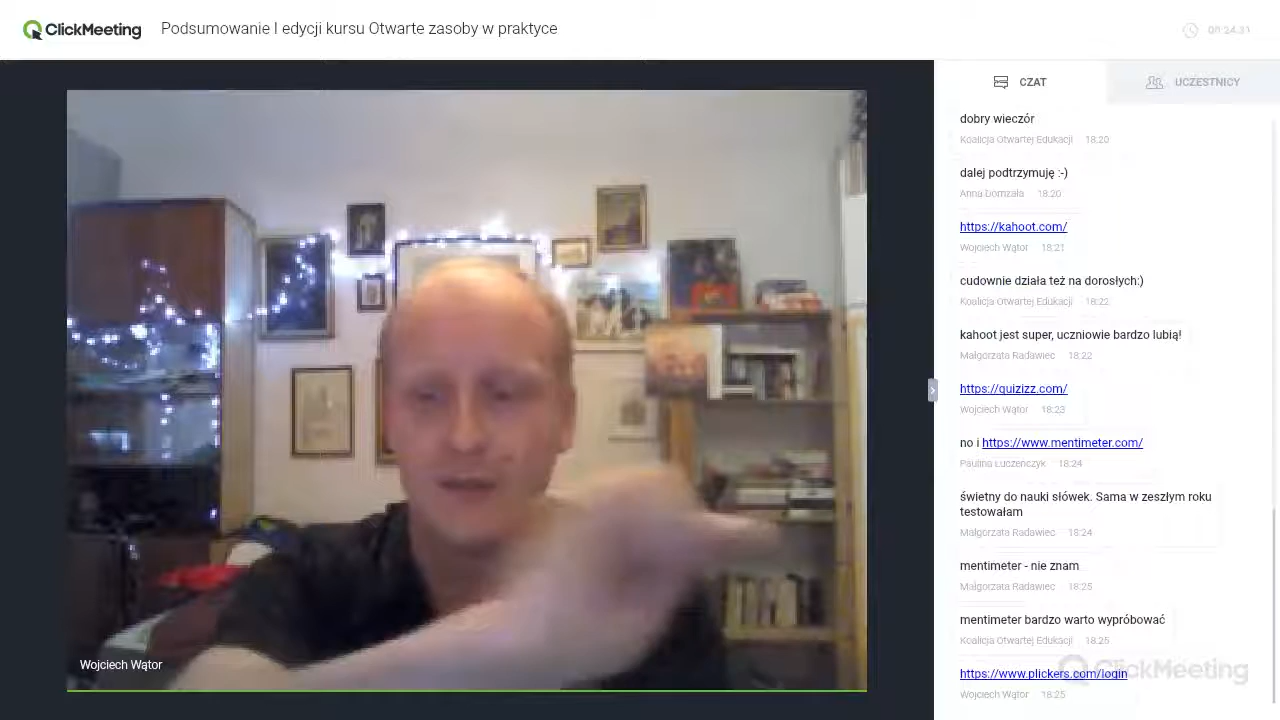 ClickMeeting
Podsumowanie I edycji kursu Otwarte zasoby w praktyce
CZAT
UCZESTNICY
dobry wieczór
Koalicja Otwartej Edukacji 18:20
dalej podtrzymuję :-)
Anna Domżała 18:20
https://kahoot.com/
Wojciech Wątor 18:21
cudownie działa też na dorosłych:)
Koalicja Otwartej Edukacji 18:22
kahoot jest super, uczniowie bardzo lubią!
Małgorzata Radawiec 18:22
https://quizizz.com/
Wojciech Wątor 18:23
no i https://www.mentimeter.com/
Paulina 18:24
świetny do nauki słówek. Sama w zeszłym roku
testowałam
Małgorzata Radawiec 18:24
mentimeter - nie znam
Małgorzata Radawiec 18:25
mentimeter bardzo warto wypróbować
Koalicja Otwartej Edukacji 18:25
https://www.plickers.com/login
Wojciech Wątor 18:25
ClickMeeting
Wojciech Wątor